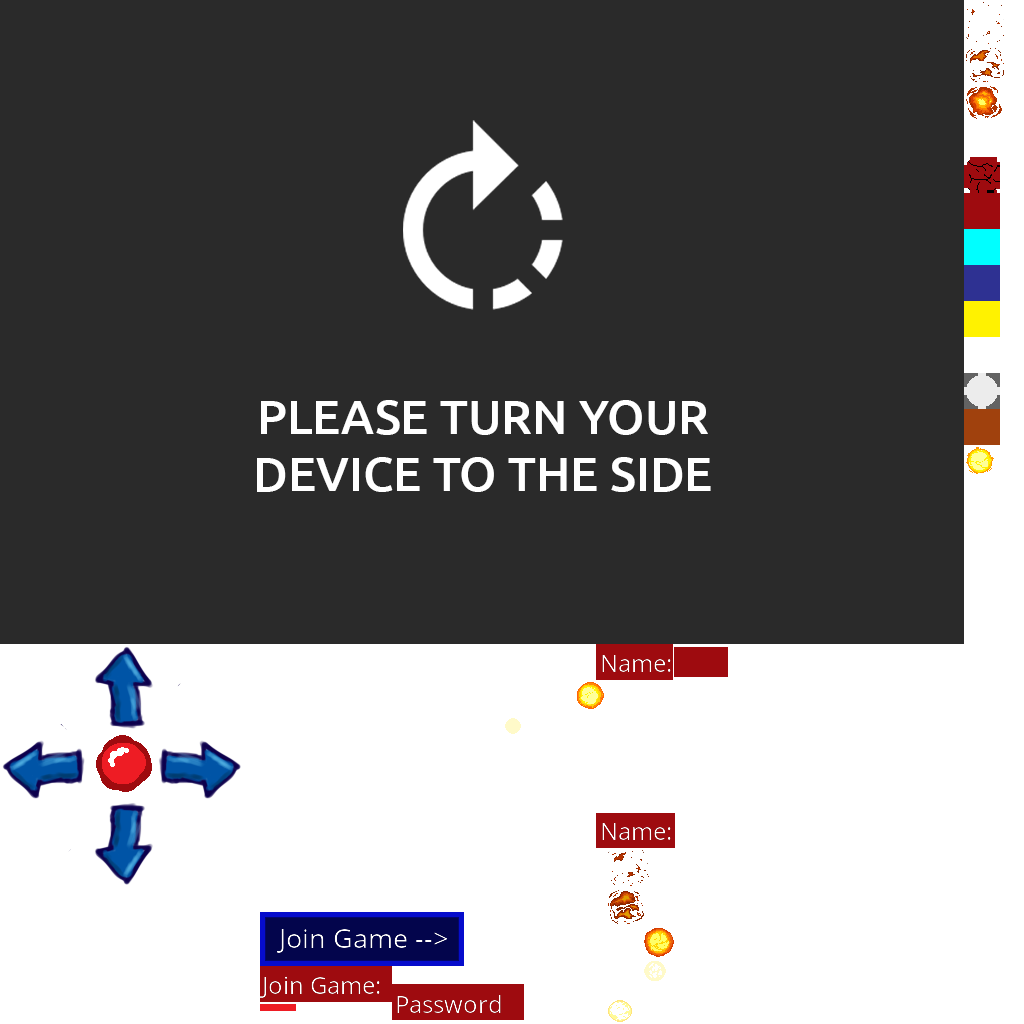 PLEASE TURN YOUR
DEVICE TO THE SIDE
Name:
Name:
Join Game -->
Join Game:
Password